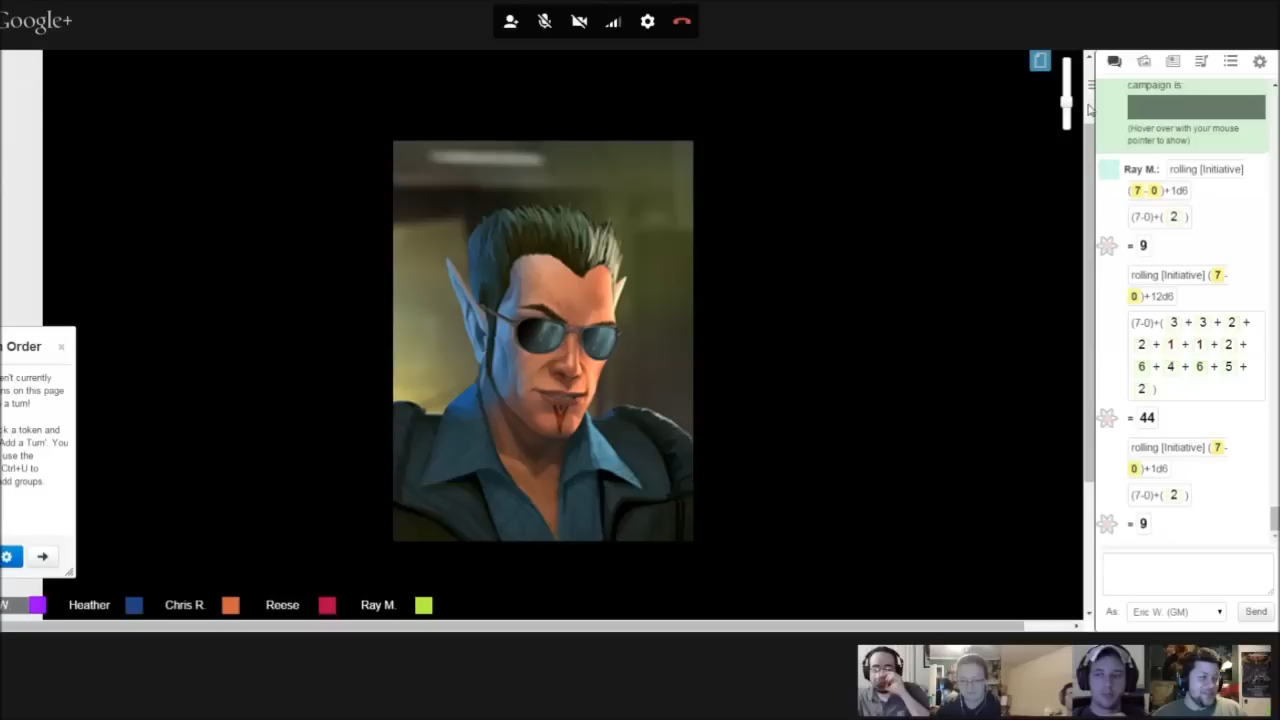 Google+
campaign is:
(Hover over with your mouse
pointer to show)
Ray M.: rolling [Initiative]
(7-0)+1d6
(7-0)+( 2 )
= 9
rolling [Initiative] (7-
0)+12d6
(7-0)+( 3 + 3 + 2 +
2 + 1 + 1 + 2 +
6 + 4 + 6 + 5 +
2 )
= 44
rolling [Initiative] (7-
0)+1d6
(7-0)+( 2 )
= 9
As: Eric W. (GM) Send
Order
en't currently
ns on this page
a turn!
k a token and
Add a Turn'. You
use the
Ctrl+U to
dd groups.
W Heather Chris R. Reese Ray M.